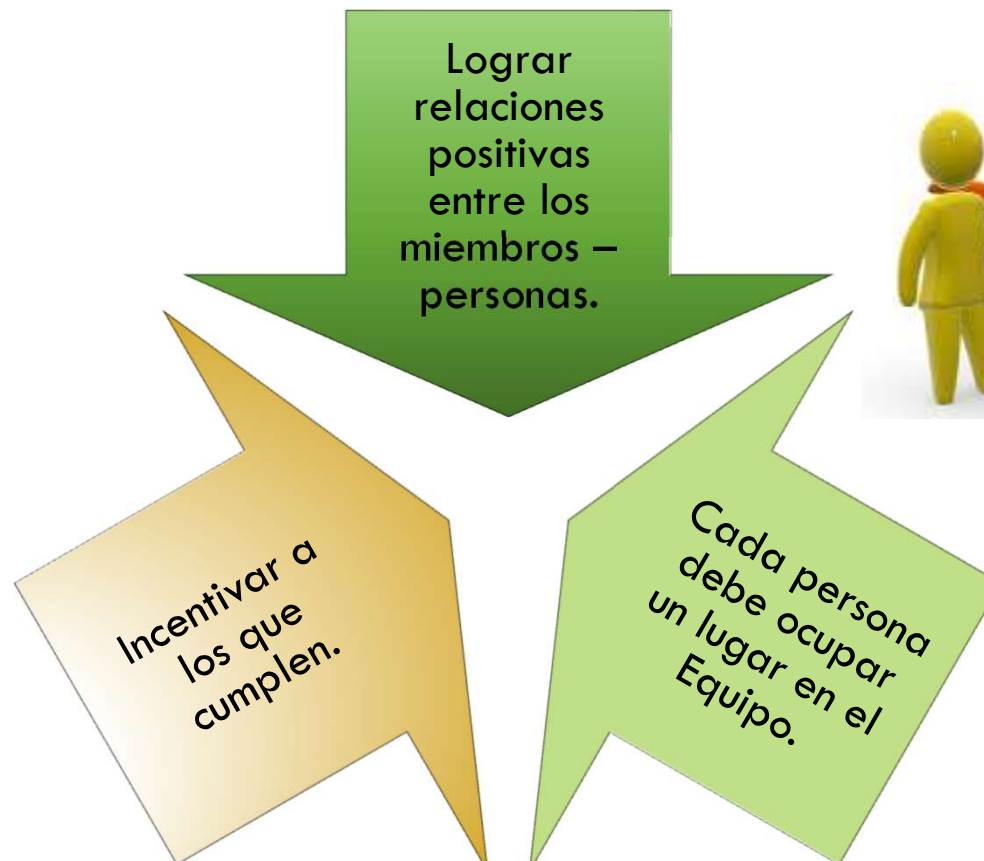 Lograr
relaciones
positivas
entre los
miembros –
personas.
Incentivar a
los que
cumplen.
Cada persona
debe ocupar
un lugar en el
Equipo.